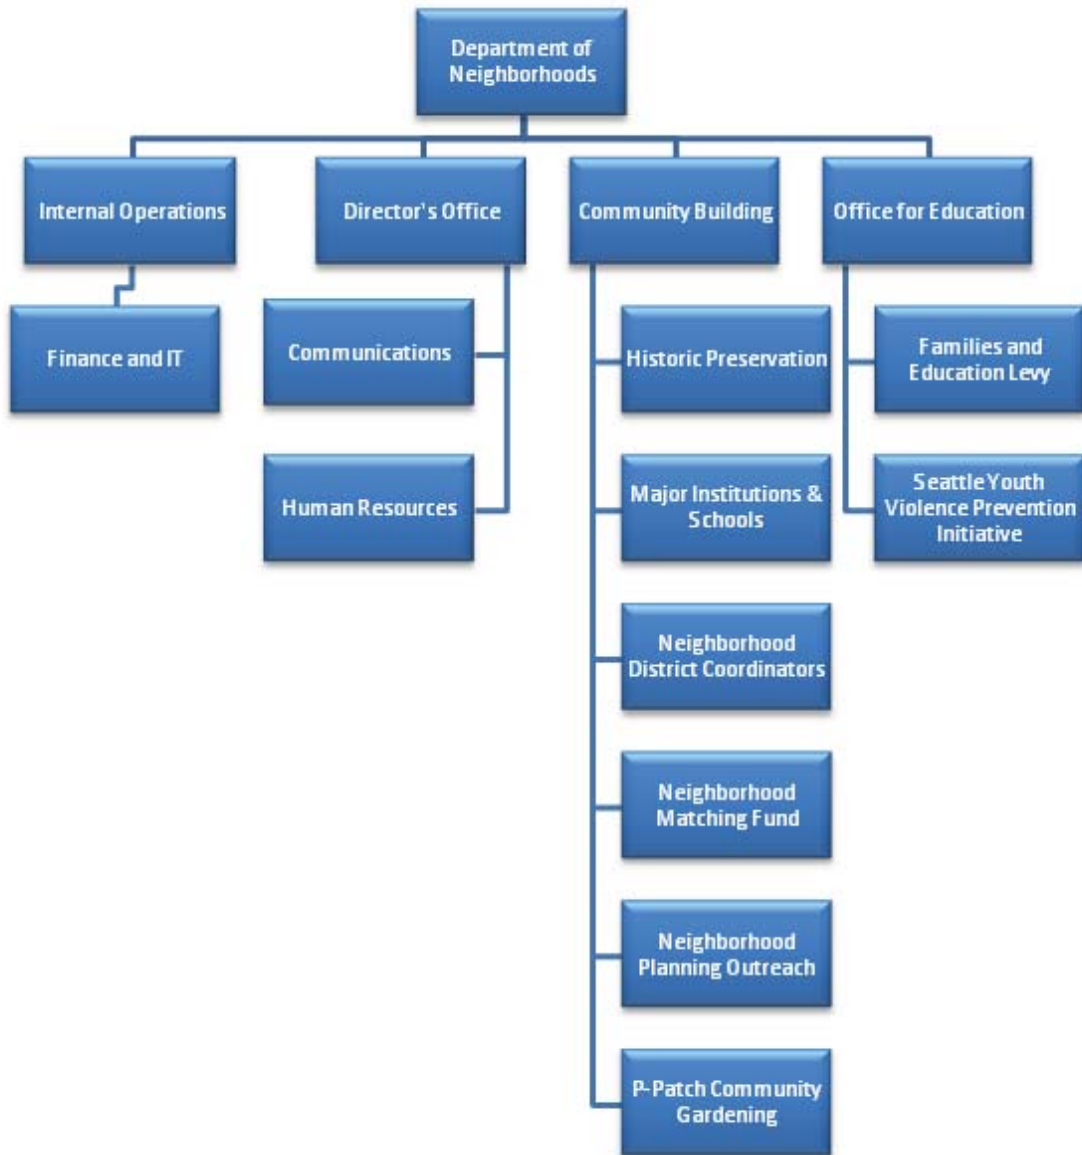 Department of
Neighborhoods
Internal Operations
Director's Office
Community Building
Office for Education
Finance and IT
Communications
Human Resources
Historic Preservation
Major Institutions &
Schools
Neighborhood
District Coordinators
Neighborhood
Matching Fund
Neighborhood
Planning Outreach
P-Patch Community
Gardening
Families and
Education Levy
Seattle Youth
Violence Prevention
Initiative